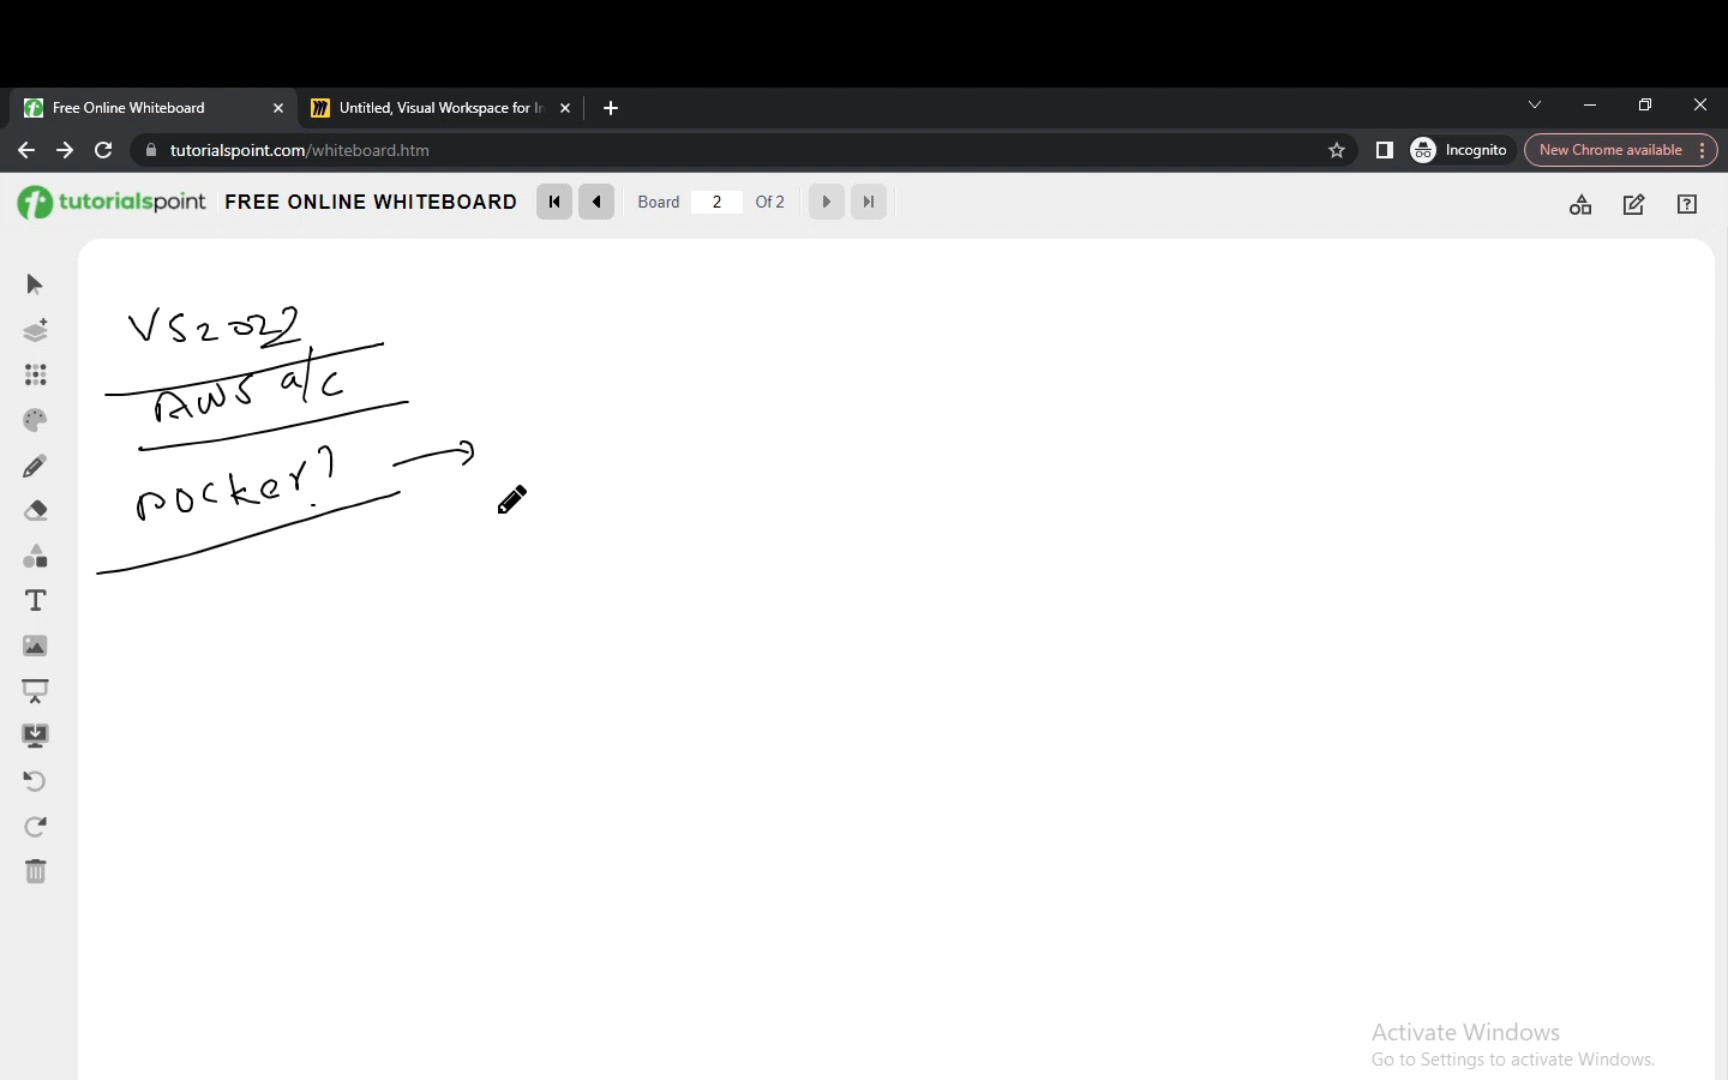 Free Online Whiteboard
Untitled, Visual Workspace for In
tutorialspoint.com/whiteboard.htm
Incognito
New Chrome available
tutorialspoint FREE ONLINE WHITEBOARD Board 2 Of 2
VS2022
AWS a/c
Docker?
Activate Windows
Go to Settings to activate Windows.